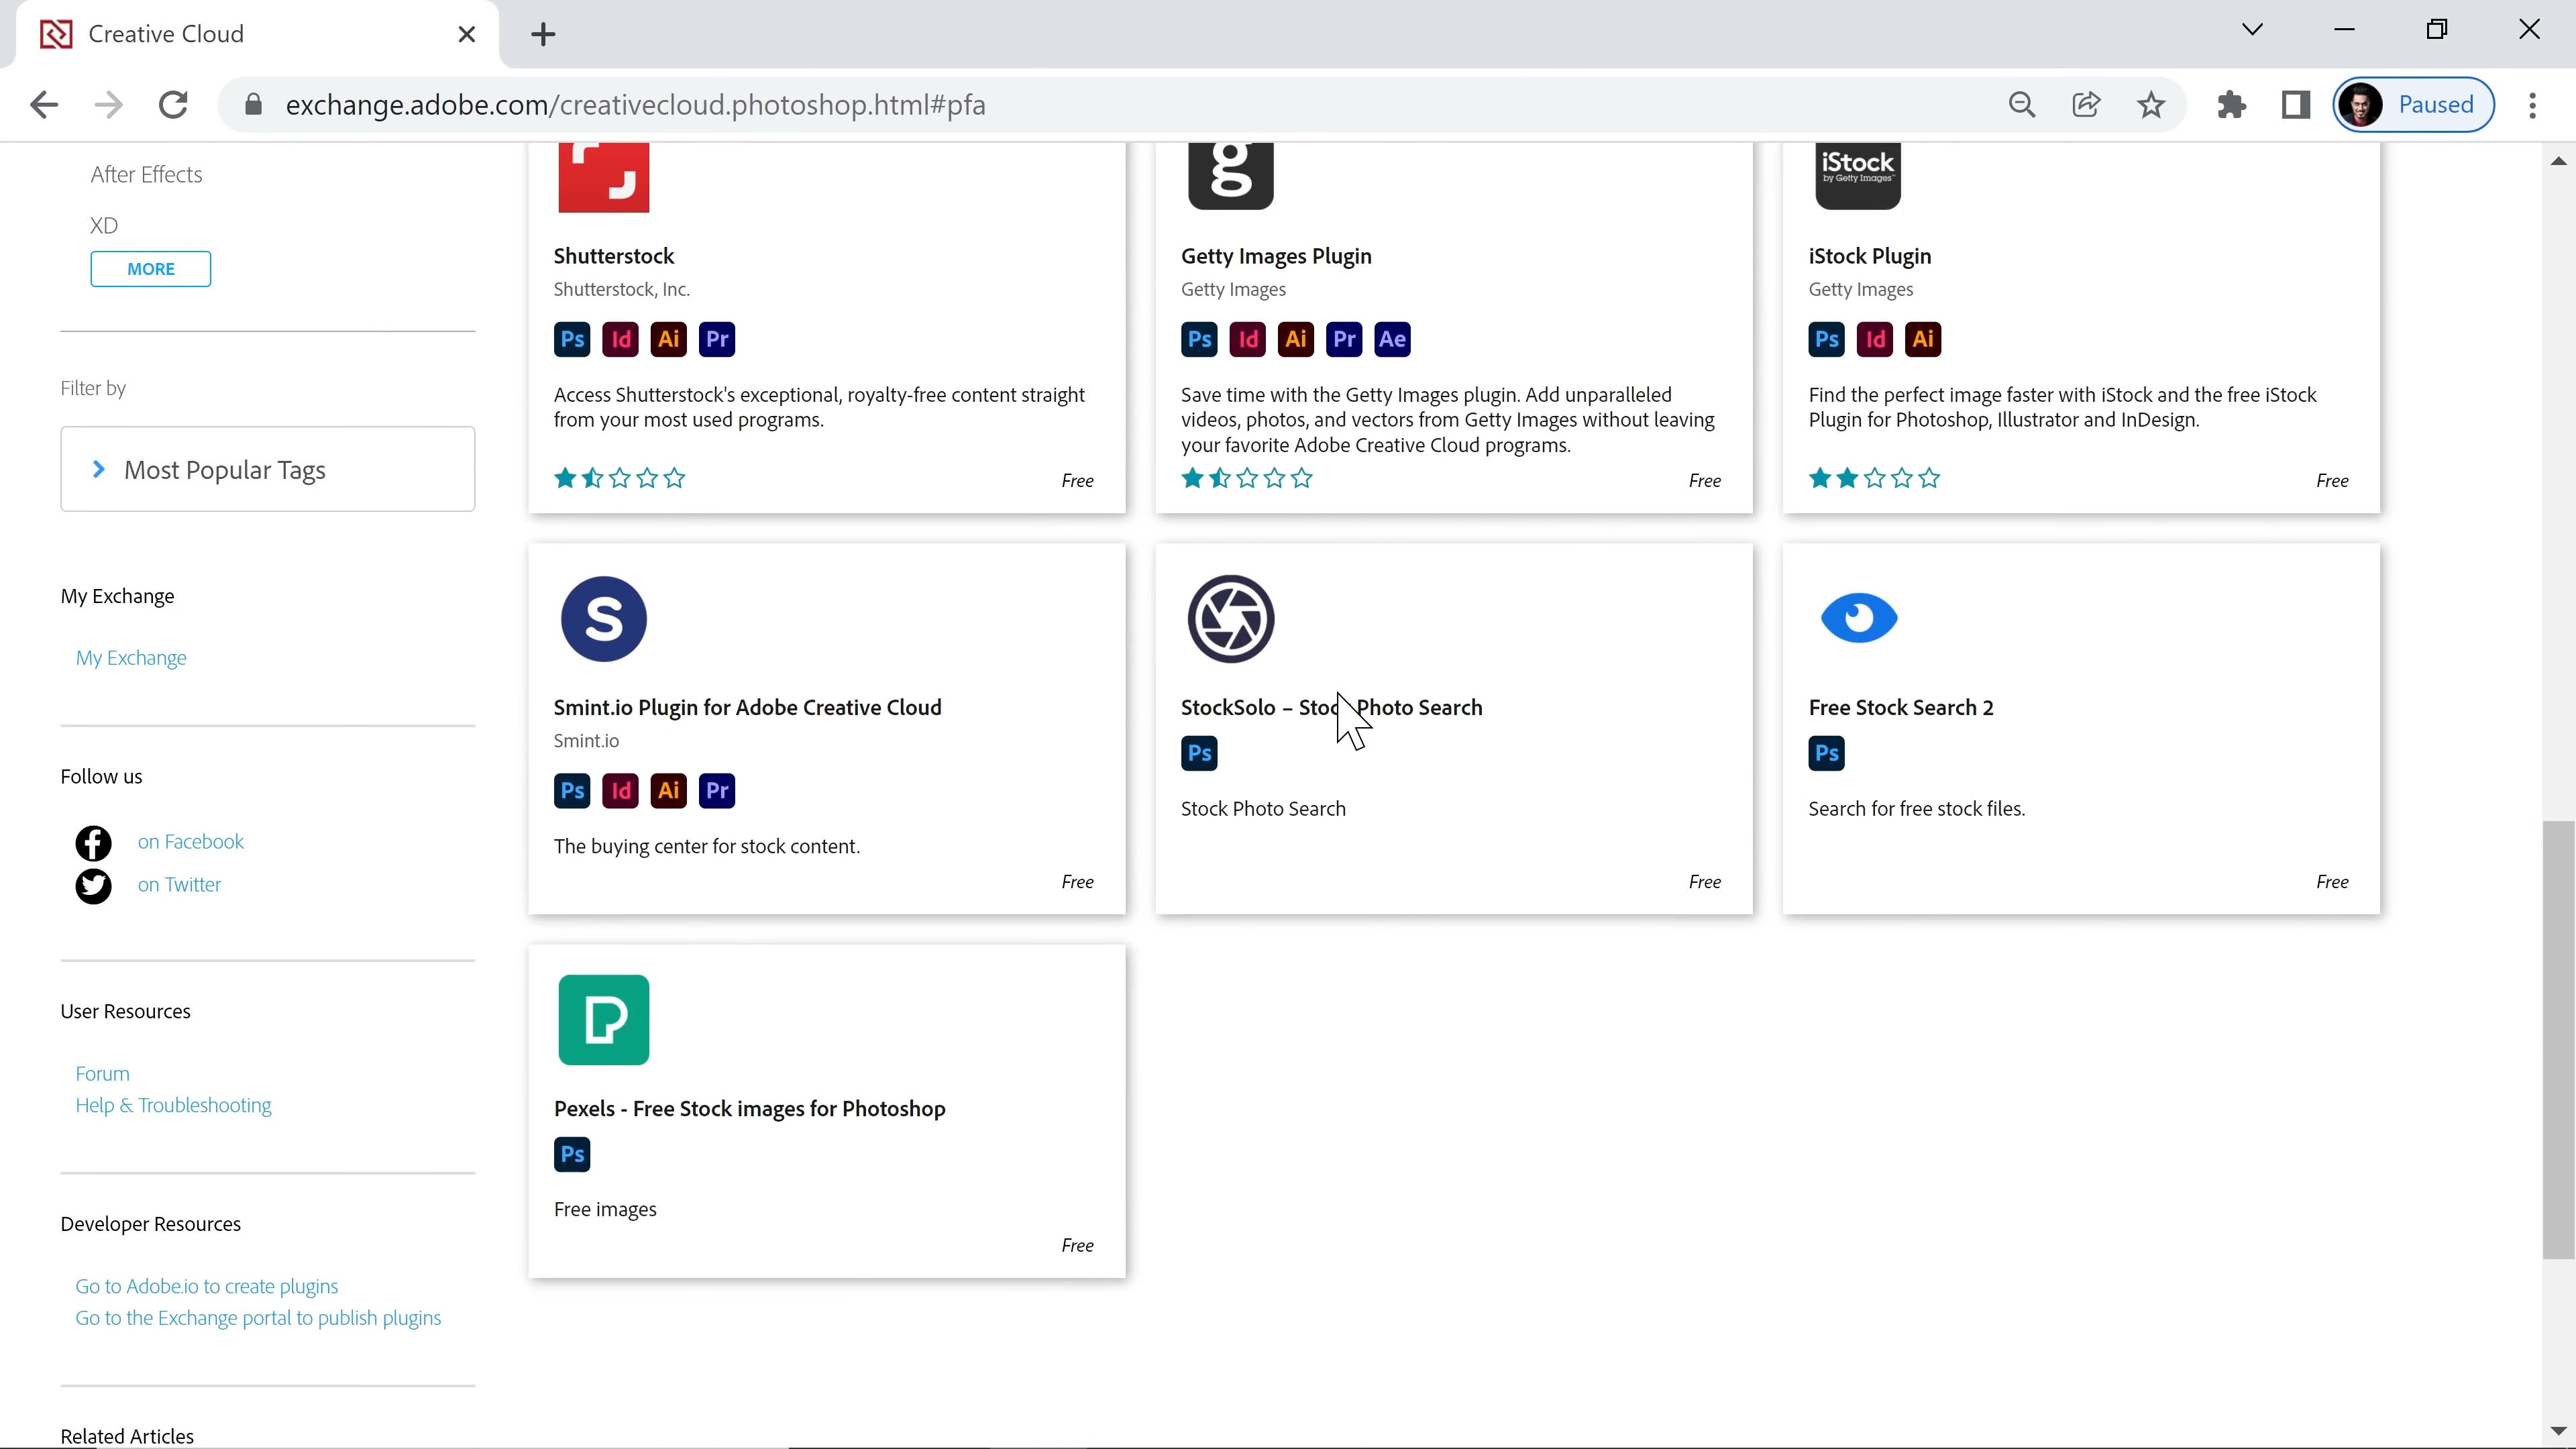 Creative Cloud
exchange.adobe.com/creativecloud.photoshop.html#pfa
Paused
After Effects
XD
MORE
Filter by
Most Popular Tags
My Exchange
My Exchange
Follow us
on Facebook
on Twitter
User Resources
Forum
Help & Troubleshooting
Developer Resources
Go to Adobe.io to create plugins
Go to the Exchange portal to publish plugins
Related Articles
Shutterstock
Shutterstock, Inc.
Ps Id Ai Pr
Access Shutterstock's exceptional, royalty-free content straight
from your most used programs.
Free
g
Getty Images Plugin
Getty Images
Ps Id Ai Pr Ae
Save time with the Getty Images plugin. Add unparalleled
videos, photos, and vectors from Getty Images without leaving
your favorite Adobe Creative Cloud programs.
Free
iStock
by Getty Images™
iStock Plugin
Getty Images
Ps Id Ai
Find the perfect image faster with iStock and the free iStock
Plugin for Photoshop, Illustrator and InDesign.
Free
S
Smint.io Plugin for Adobe Creative Cloud
Smint.io
Ps Id Ai Pr
The buying center for stock content.
Free
StockSolo – Stock Photo Search
Ps
Stock Photo Search
Free
Free Stock Search 2
Ps
Search for free stock files.
Free
P
Pexels - Free Stock images for Photoshop
Ps
Free images
Free